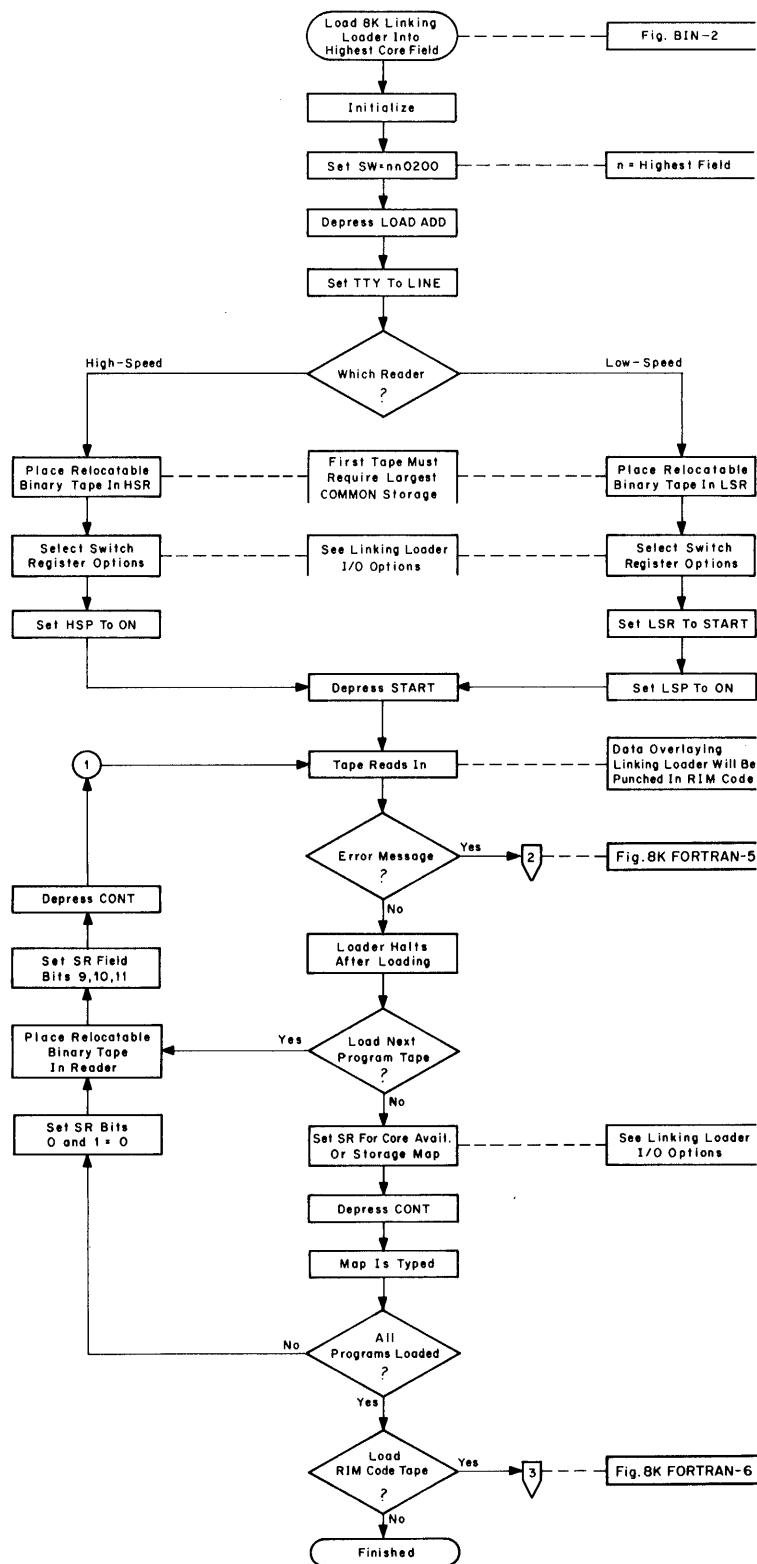 Load 8K Linking
Loader Into
Highest Core Field
Fig. BIN-2
Initialize
Set SW=nn0200
n = Highest Field
Depress LOAD ADD
Set TTY To LINE
High-Speed
Which Reader
?
Low-Speed
Place Relocatable
Binary Tape In HSR
First Tape Must
Require Largest
COMMON Storage
Place Relocatable
Binary Tape In LSR
Select Switch
Register Options
See Linking Loader
I/O Options
Select Switch
Register Options
Set HSP To ON
Set LSR To START
Depress START
Set LSP To ON
1
Tape Reads In
Data Overlaying
Linking Loader Will Be
Punched In RIM Code
Error Message
?
Yes
2
Fig. 8K FORTRAN-5
No
Depress CONT
Loader Halts
After Loading
Set SR Field
Bits 9,10,11
Place Relocatable
Binary Tape
In Reader
Yes
Load Next
Program Tape
?
No
Set SR Bits
0 and 1 = 0
Set SR For Core Avail.
Or Storage Map
See Linking Loader
I/O Options
Depress CONT
Map Is Typed
No
All
Programs Loaded
?
Yes
Load
RIM Code Tape
?
Yes
3
Fig. 8K FORTRAN-6
No
Finished